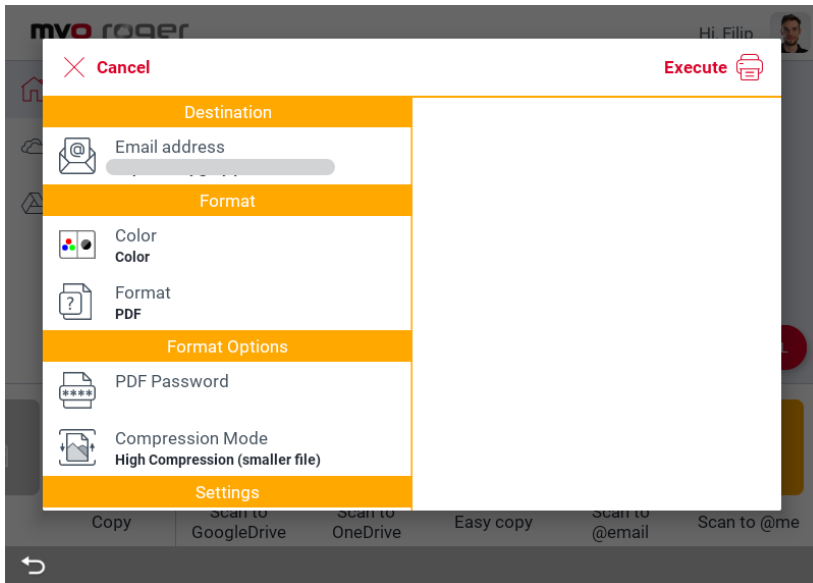 myq roger
Hi, Filip
Cancel
Execute
Destination
Email address
Format
Color
Color
Format
PDF
Format Options
PDF Password
****
Compression Mode
High Compression (smaller file)
Settings
Copy
Scan to
GoogleDrive
Scan to
OneDrive
Easy copy
Scan to
@email
Scan to @me